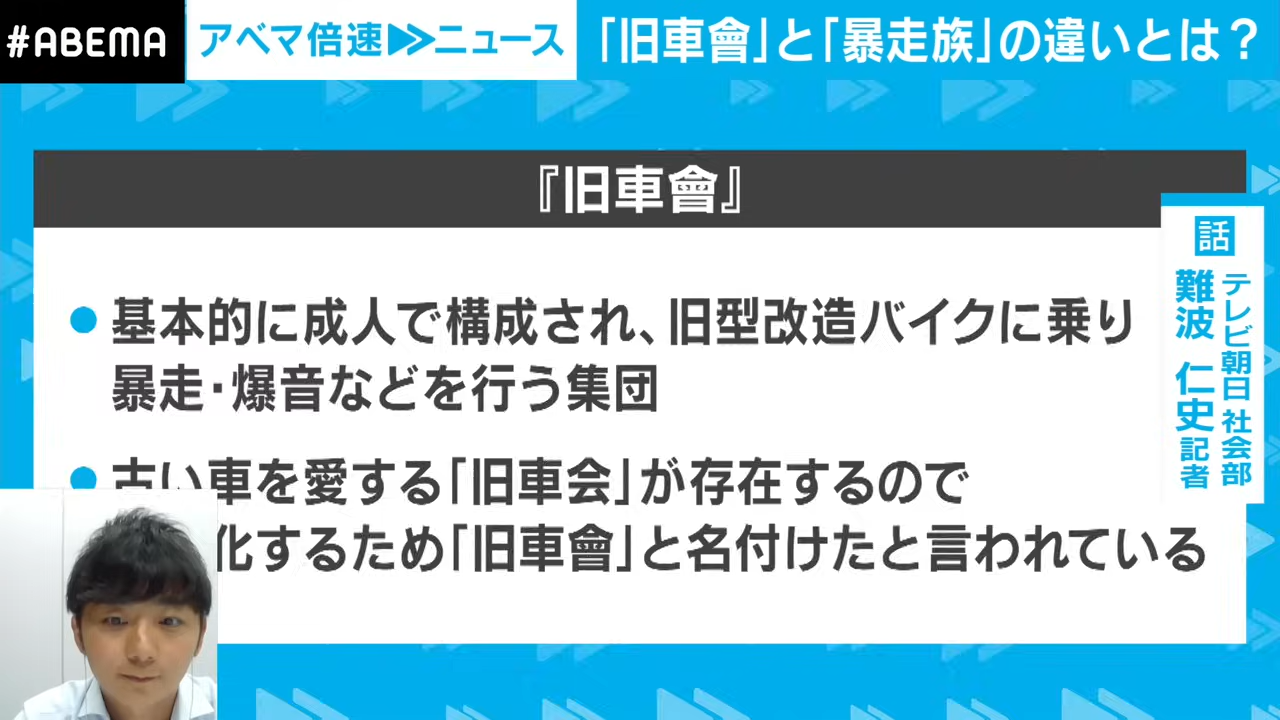 #ABEMA
アベマ倍速 ニュース
「旧車會」と「暴走族」の違いとは？
『旧車會』
話
テレビ朝日 社会部
難波 仁史 記者
● 基本的に成人で構成され、旧型改造バイクに乗り
暴走・爆音などを行う集団
● 古い車を愛する「旧車会」が存在するので
化するため「旧車會」と名付けたと言われている